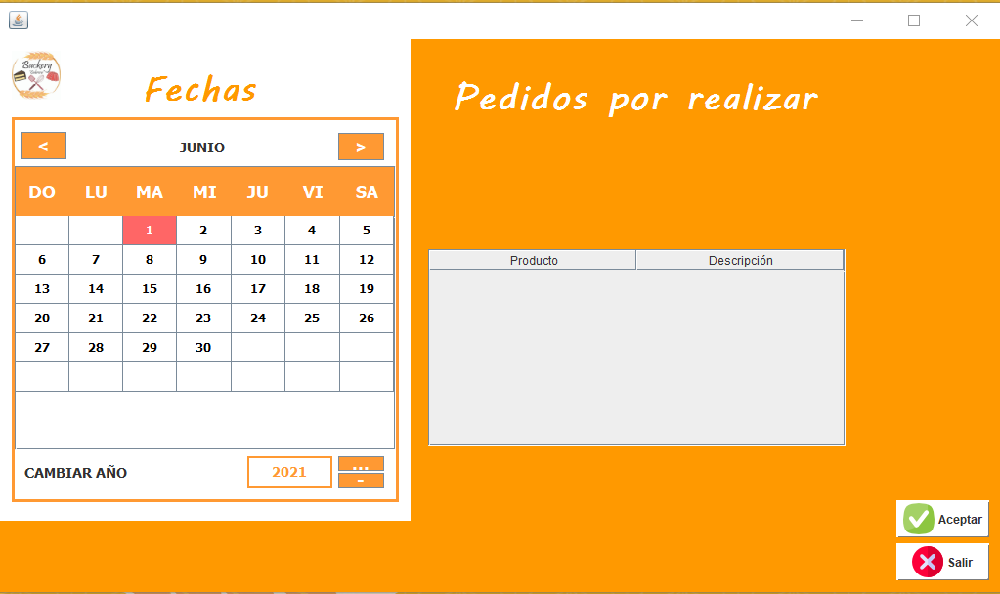 Backery
"Bakery"
Fechas
< JUNIO >
DO LU MA MI JU VI SA
1 2 3 4 5
6 7 8 9 10 11 12
13 14 15 16 17 18 19
20 21 22 23 24 25 26
27 28 29 30
CAMBIAR AÑO 2021 ... -
Pedidos por realizar
Producto Descripción
Aceptar
Salir